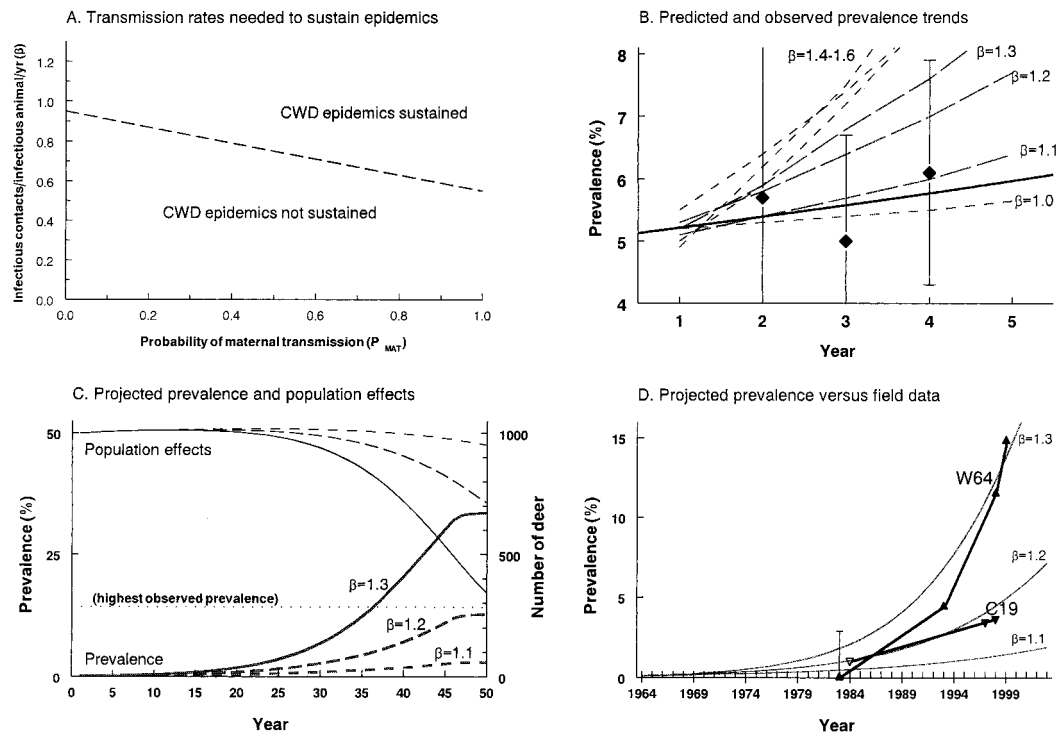 A. Transmission rates needed to sustain epidemics
Infectious contacts/infectious animal/yr (β)
1.2
1.0
0.8
0.6
0.4
0.2
0.0
CWD epidemics sustained
CWD epidemics not sustained
0.0 0.2 0.4 0.6 0.8 1.0
Probability of maternal transmission (P MAT)
B. Predicted and observed prevalence trends
Prevalence (%)
8
7
6
5
4
β=1.4-1.6
β=1.3
β=1.2
β=1.1
β=1.0
1 2 3 4 5
Year
C. Projected prevalence and population effects
Prevalence (%)
50
25
0
Population effects
(highest observed prevalence)
Prevalence
β=1.3
β=1.2
β=1.1
1000
500
0
Number of deer
0 5 10 15 20 25 30 35 40 45 50
Year
D. Projected prevalence versus field data
Prevalence (%)
15
10
5
0
β=1.3
W64
β=1.2
C19
β=1.1
1964 1969 1974 1979 1984 1989 1994 1999
Year